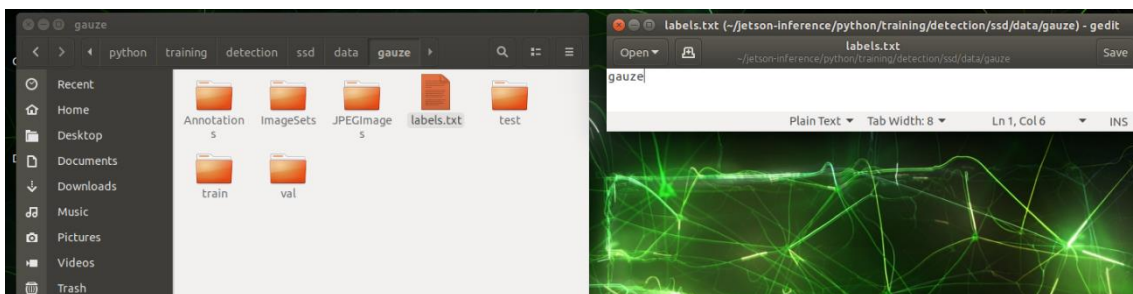 gauze
python training detection ssd data gauze
Recent
Home
Desktop
Documents
Downloads
Music
Pictures
Videos
Trash
Annotation
s
ImageSets
JPEGImage
s
labels.txt
test
train
val
labels.txt (~/jetson-inference/python/training/detection/ssd/data/gauze) - gedit
Open
labels.txt
~/jetson-inference/python/training/detection/ssd/data/gauze
Save
gauze
Plain Text Tab Width: 8 Ln 1, Col 6 INS